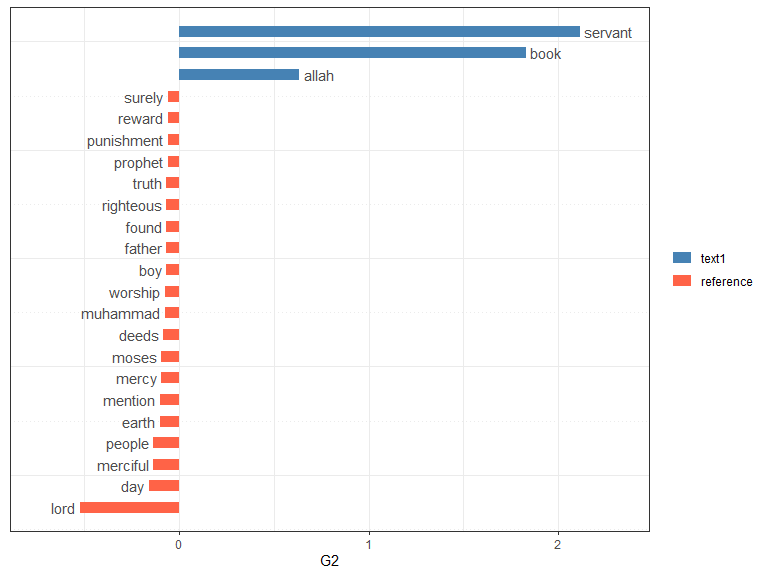 servant
book
allah
surely
reward
punishment
prophet
truth
righteous
found
father
boy
worship
muhammad
deeds
moses
mercy
mention
earth
people
merciful
day
lord
0 1 2
G2
text1
reference